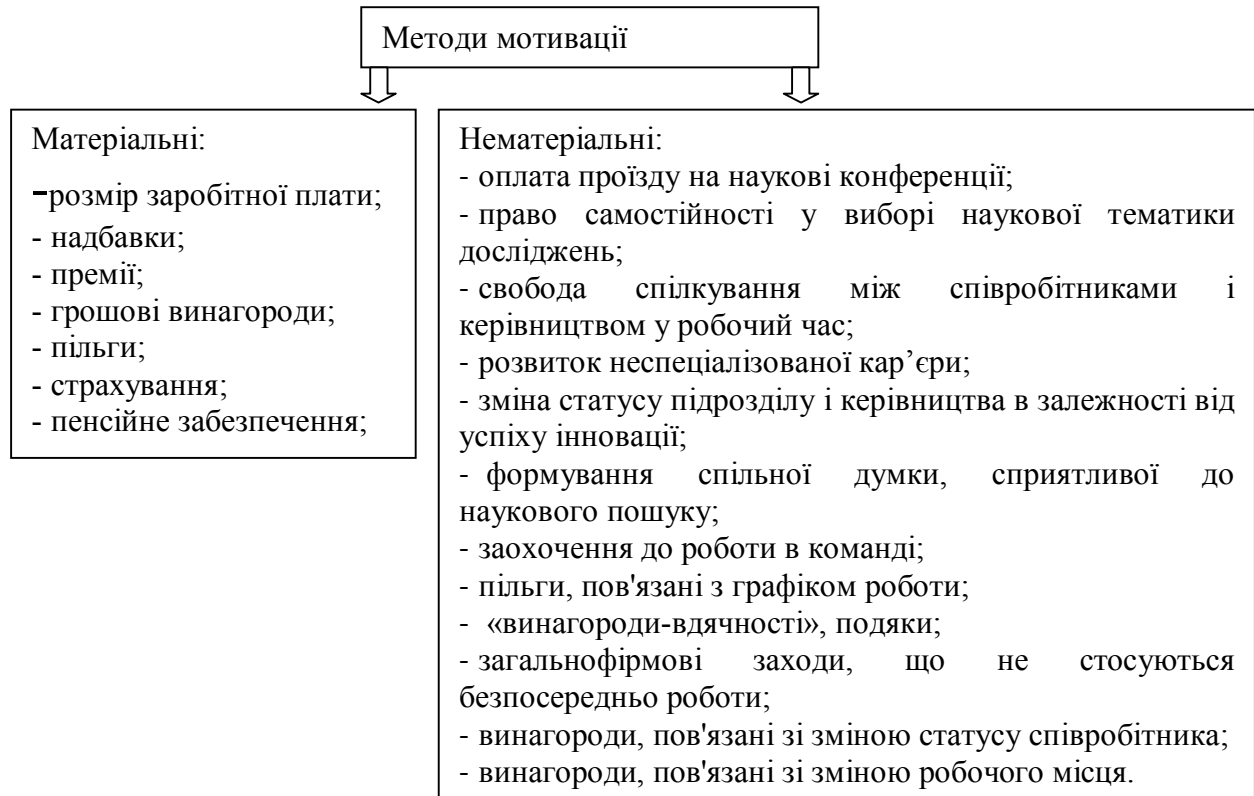 Методи мотивації
Матеріальні:
-розмір заробітної плати;
- надбавки;
- премії;
- грошові винагороди;
- пільги;
- страхування;
- пенсійне забезпечення;
Нематеріальні:
- оплата проїзду на наукові конференції;
- право самостійності у виборі наукової тематики
досліджень;
- свобода спілкування між співробітниками і
керівництвом у робочий час;
- розвиток неспеціалізованої кар’єри;
- зміна статусу підрозділу і керівництва в залежності від
успіху інновації;
- формування спільної думки, сприятливої до
наукового пошуку;
- заохочення до роботи в команді;
- пільги, пов'язані з графіком роботи;
- «винагороди-вдячності», подяки;
- загальнофірмові заходи, що не стосуються
безпосередньо роботи;
- винагороди, пов'язані зі зміною статусу співробітника;
- винагороди, пов'язані зі зміною робочого місця.